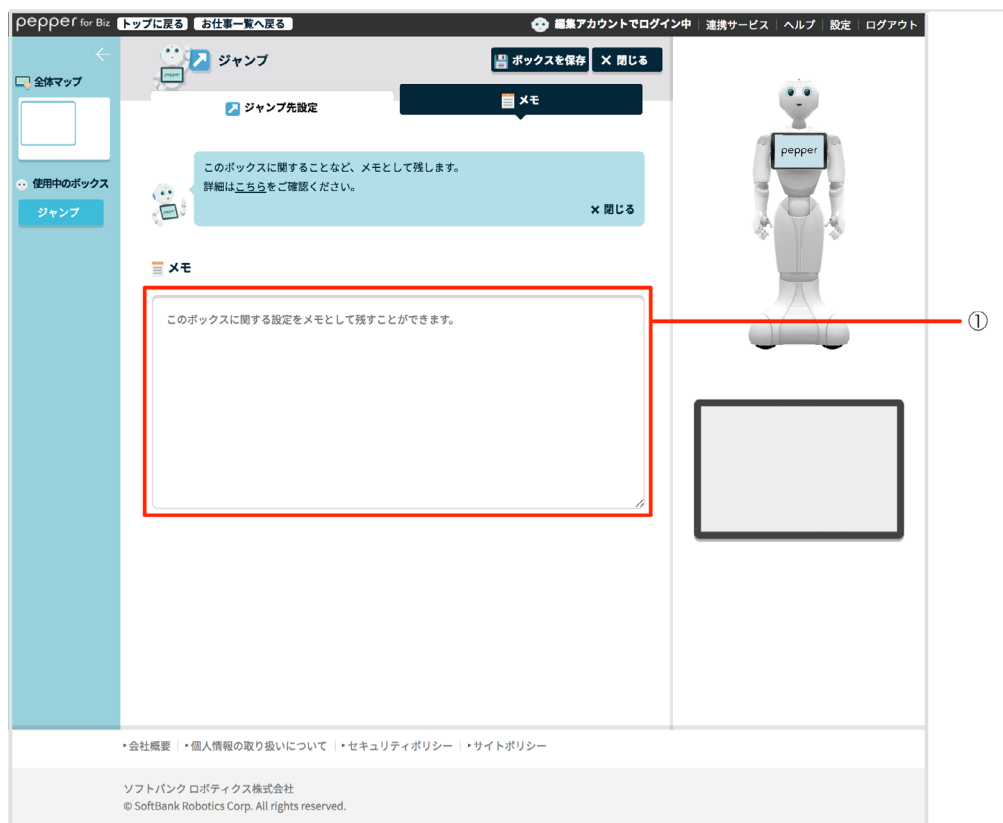 pepper for Biz トップに戻る お仕事一覧へ戻る 編集アカウントでログイン中 連携サービス ヘルプ 設定 ログアウト
ジャンプ ボックスを保存 × 閉じる
全体マップ
ジャンプ先設定 メモ
pepper
使用中のボックス
ジャンプ
このボックスに関することなど、メモとして残します。
詳細はこちらをご確認ください。
× 閉じる
メモ
このボックスに関する設定をメモとして残すことができます。
①
会社概要 個人情報の取り扱いについて セキュリティポリシー サイトポリシー
ソフトバンク ロボティクス株式会社
© SoftBank Robotics Corp. All rights reserved.